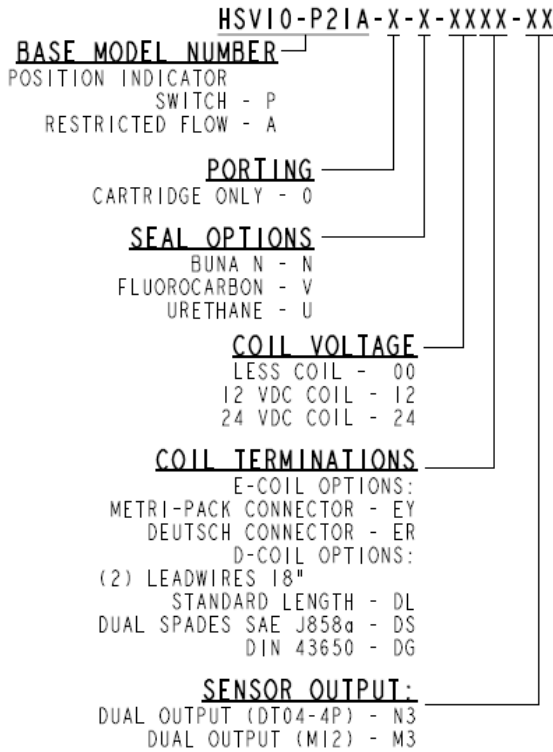 HSV10-P21A-X-X-XXXX-XX
BASE MODEL NUMBER
POSITION INDICATOR
SWITCH - P
RESTRICTED FLOW - A
PORTING
CARTRIDGE ONLY - 0
SEAL OPTIONS
BUNA N - N
FLUOROCARBON - V
URETHANE - U
COIL VOLTAGE
LESS COIL - 00
12 VDC COIL - 12
24 VDC COIL - 24
COIL TERMINATIONS
E-COIL OPTIONS:
METRI-PACK CONNECTOR - EY
DEUTSCH CONNECTOR - ER
D-COIL OPTIONS:
(2) LEADWIRES 18"
STANDARD LENGTH - DL
DUAL SPADES SAE J858a - DS
DIN 43650 - DG
SENSOR OUTPUT:
DUAL OUTPUT (DT04-4P) - N3
DUAL OUTPUT (M12) - M3